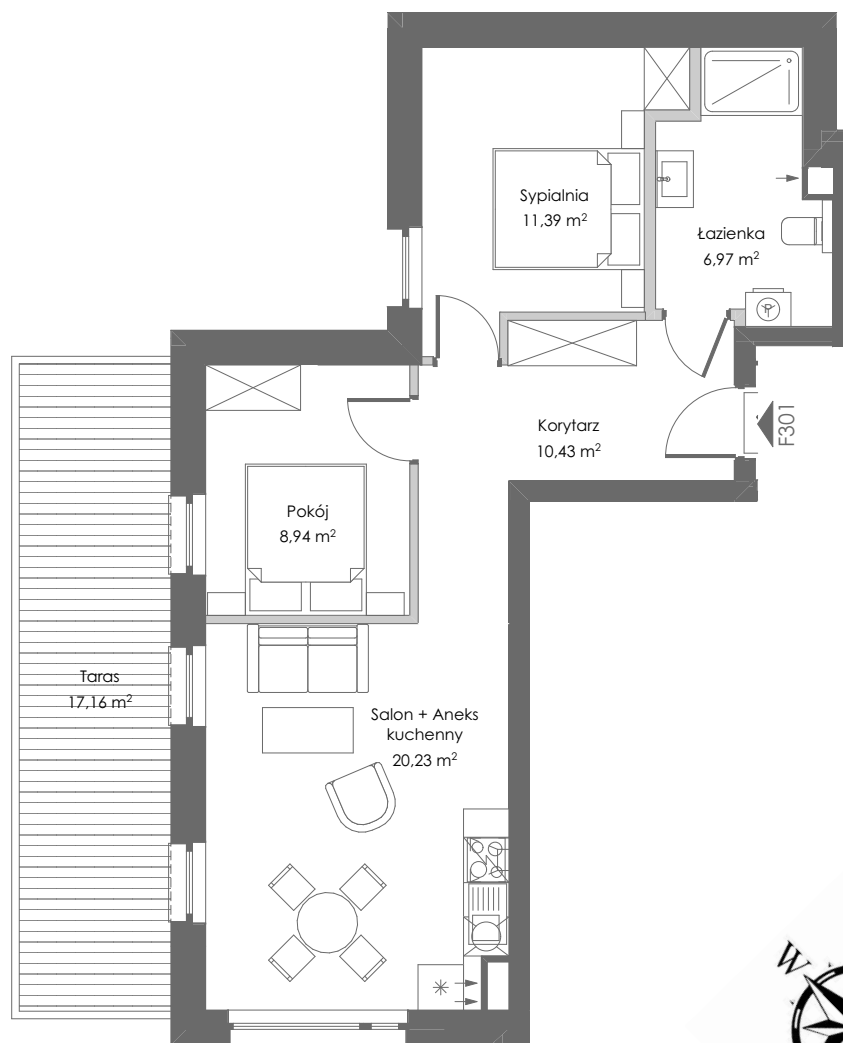 Sypialnia
11,39 m²
Łazienka
6,97 m²
Korytarz
10,43 m²
F301
Pokój
8,94 m²
Taras
17,16 m²
Salon + Aneks
kuchenny
20,23 m²
W